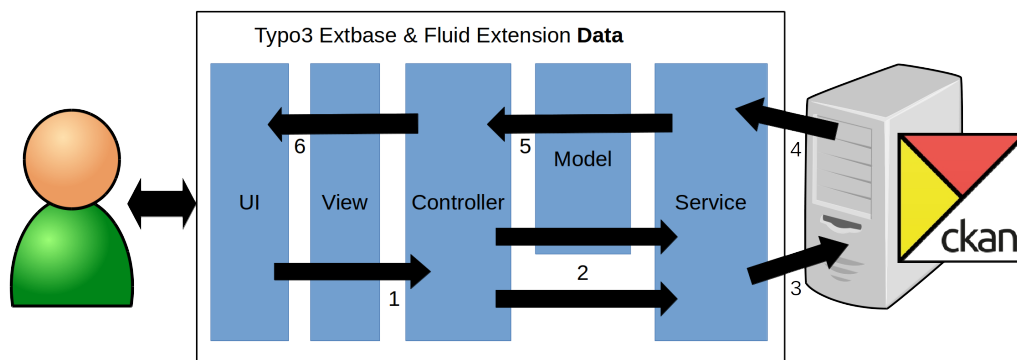 Typo3 Extbase & Fluid Extension Data
6
5
4
Model
UI
View
Controller
Service
ckan
2
1
3